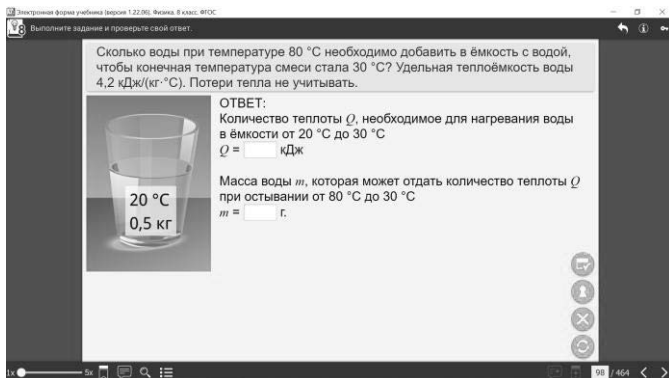 Электронная форма учебника (версия 1.22.06). Физика. 8 класс. ФГОС
8 Выполните задание и проверьте свой ответ.
Сколько воды при температуре 80 °C необходимо добавить в ёмкость с водой,
чтобы конечная температура смеси стала 30 °C? Удельная теплоёмкость воды
4,2 кДж/(кг·°C). Потери тепла не учитывать.
ОТВЕТ:
Количество теплоты Q, необходимое для нагревания воды
в ёмкости от 20 °C до 30 °C
Q = кДж
Масса воды m, которая может отдать количество теплоты Q
при остывании от 80 °C до 30 °C
m = г.
20 °C
0,5 кг
1x 5x 98 / 464